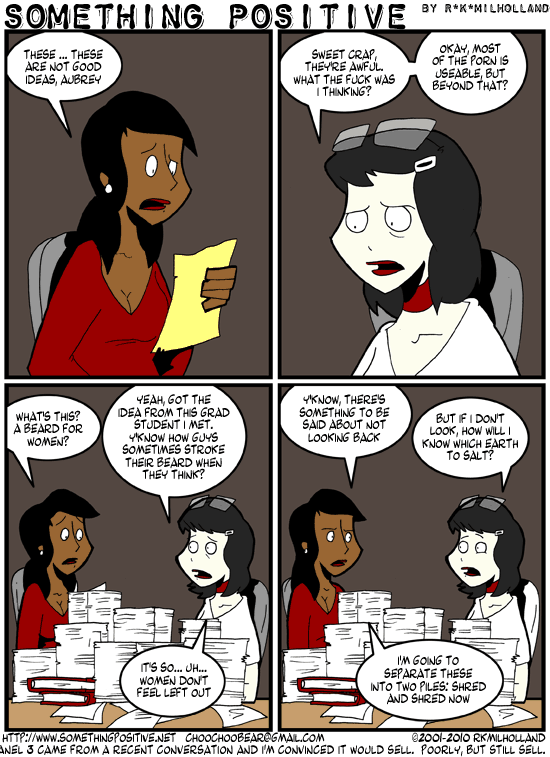 SOMETHING POSITIVE BY R*K*MILHOLLAND
THESE ... THESE
ARE NOT GOOD
IDEAS, AUBREY
SWEET CRAP,
THEY'RE AWFUL.
WHAT THE FUCK WAS
I THINKING?
OKAY, MOST
OF THE PORN IS
USEABLE, BUT
BEYOND THAT?
WHAT'S THIS?
A BEARD FOR
WOMEN?
YEAH, GOT THE
IDEA FROM THIS GRAD
STUDENT I MET.
Y'KNOW HOW GUYS
SOMETIMES STROKE
THEIR BEARD WHEN
THEY THINK?
IT'S SO... UH...
WOMEN DON'T
FEEL LEFT OUT
Y'KNOW, THERE'S
SOMETHING TO BE
SAID ABOUT NOT
LOOKING BACK
BUT IF I DON'T
LOOK, HOW WILL I
KNOW WHICH EARTH
TO SALT?
I'M GOING TO
SEPARATE THESE
INTO TWO PILES: SHRED
AND SHRED NOW
HTTP://WWW.SOMETHINGPOSITIVE.NET CHOOCHOOBEAR@GMAIL.COM ©2001-2010 RKMILHOLLAND
ANEL 3 CAME FROM A RECENT CONVERSATION AND I'M CONVINCED IT WOULD SELL. POORLY, BUT STILL SELL.